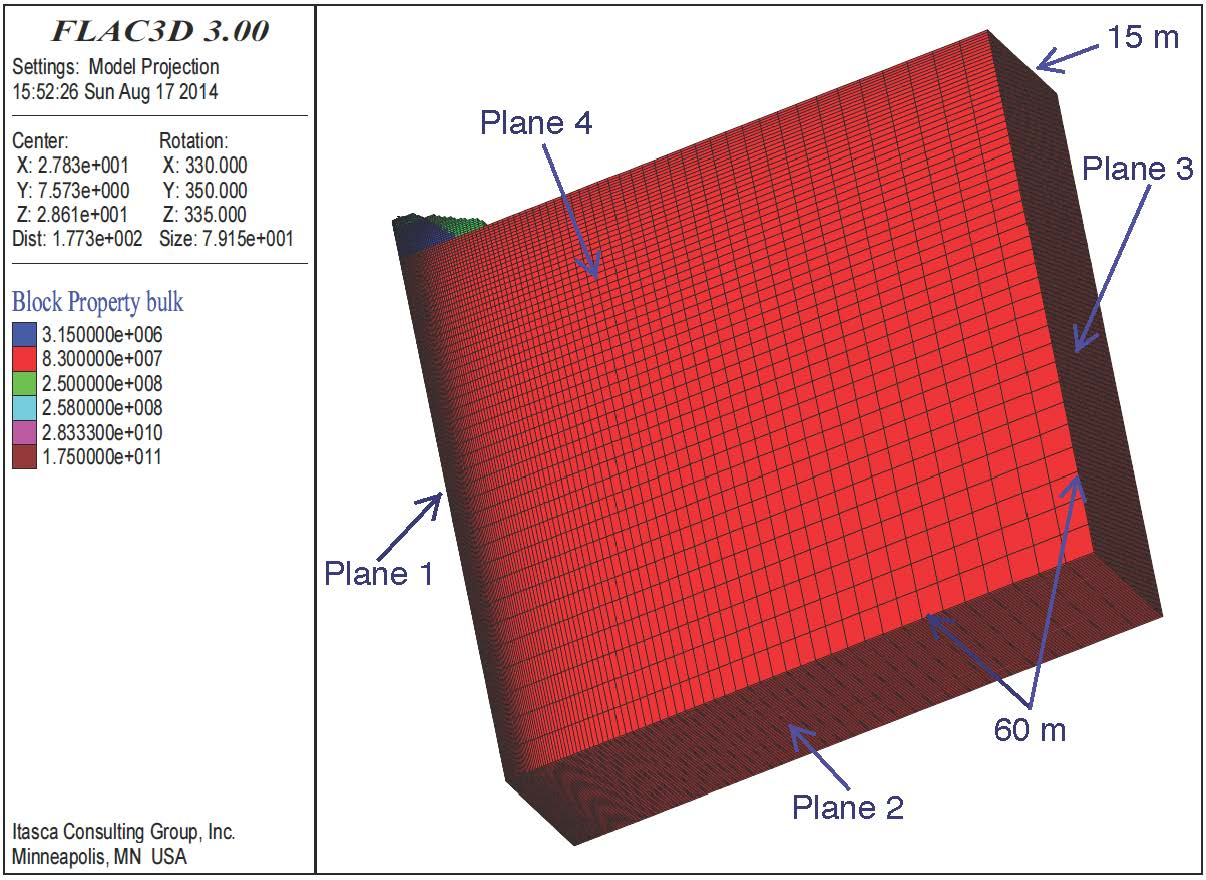 FLAC3D 3.00
Settings: Model Projection
15:52:26 Sun Aug 17 2014
Center: Rotation:
X: 2.783e+001 X: 330.000
Y: 7.573e+000 Y: 350.000
Z: 2.861e+001 Z: 335.000
Dist: 1.773e+002 Size: 7.915e+001
Block Property bulk
3.150000e+006
8.300000e+007
2.500000e+008
2.580000e+008
2.833300e+010
1.750000e+011
Itasca Consulting Group, Inc.
Minneapolis, MN USA
15 m
Plane 4
Plane 3
Plane 1
60 m
Plane 2